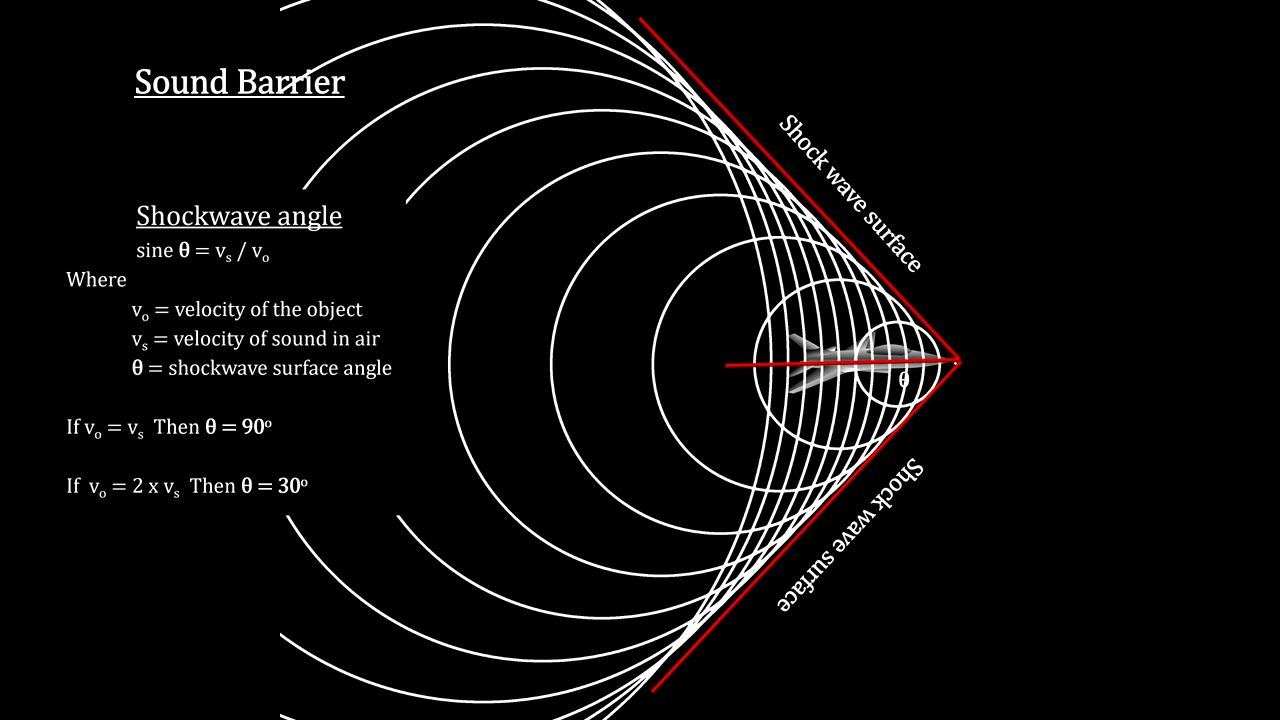 Sound Barrier
Shock wave surface
Shockwave angle
sine θ = vₛ / vₒ
Where
vₒ = velocity of the object
vₛ = velocity of sound in air
θ = shockwave surface angle
θ
If vₒ = vₛ Then θ = 90º
If vₒ = 2 x vₛ Then θ = 30º
Shock wave surface